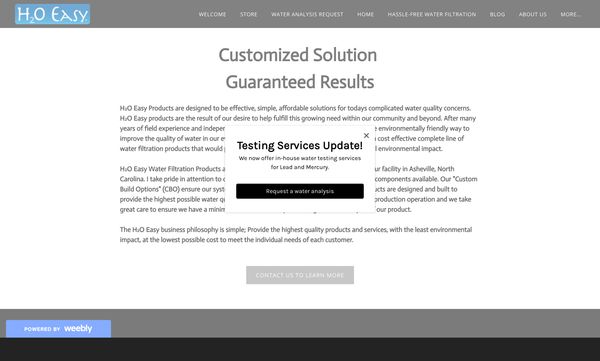 H2O Easy
WELCOME STORE WATER ANALYSIS REQUEST HOME HASSLE-FREE WATER FILTRATION BLOG ABOUT US MORE...
Customized Solution
Guaranteed Results
H2O Easy Products are designed to be effective, simple, affordable solutions for todays complicated water quality concerns.
H2O Easy products are the result of our desire to help fulfill this growing need within our community and beyond. After many
years of field experience and indepen e environmentally friendly way to
improve the quality of water in our e cost effective complete line of
water filtration products that would p l environmental impact.
×
Testing Services Update!
We now offer in-house water testing services
for Lead and Mercury.
Request a water analysis
H2O Easy Water Filtration Products a ur facility in Asheville, North
Carolina. I take pride in attention to components available. Our "Custom
Build Options" (CBO) ensure our syst ucts are designed and built to
provide the highest possible water qu production operation and we take
great care to ensure we have a minim our product.
The H2O Easy business philosophy is simple; Provide the highest quality products and services, with the least environmental
impact, at the lowest possible cost to meet the individual needs of each customer.
CONTACT US TO LEARN MORE
POWERED BY weebly